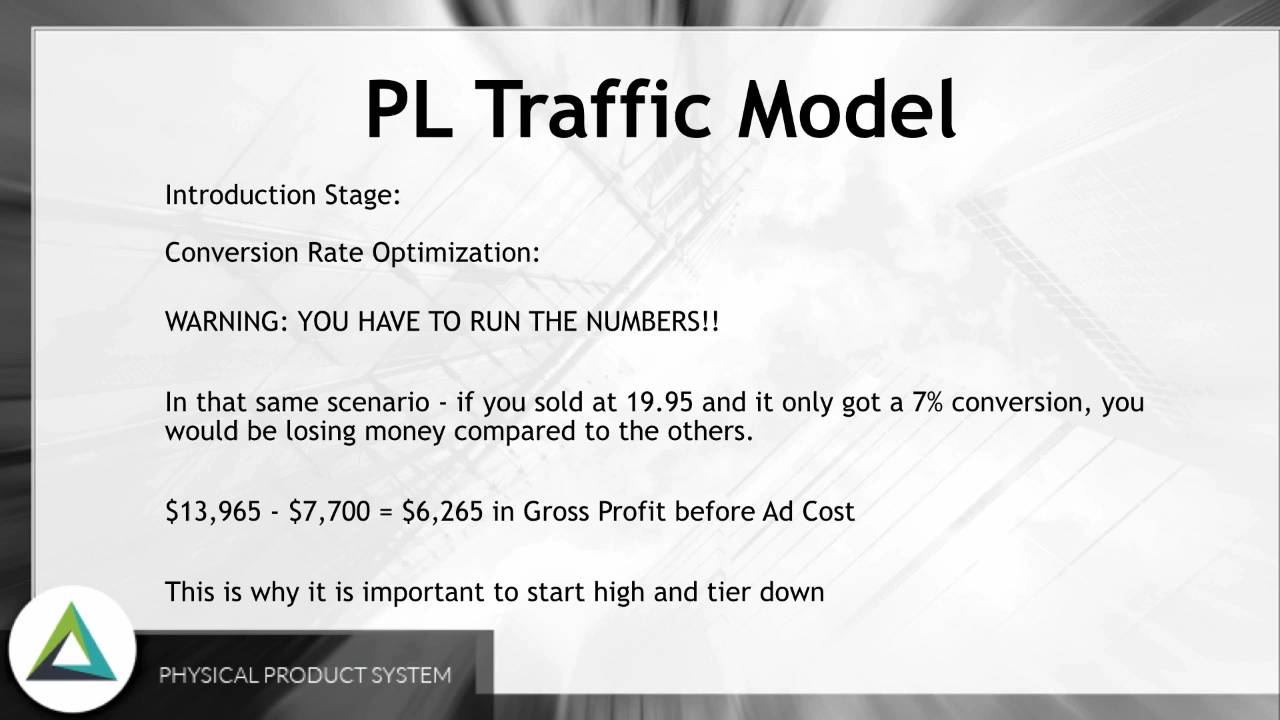 PL Traffic Model
Introduction Stage:
Conversion Rate Optimization:
WARNING: YOU HAVE TO RUN THE NUMBERS!!
In that same scenario - if you sold at 19.95 and it only got a 7% conversion, you
would be losing money compared to the others.
$13,965 - $7,700 = $6,265 in Gross Profit before Ad Cost
This is why it is important to start high and tier down
PHYSICAL PRODUCT SYSTEM